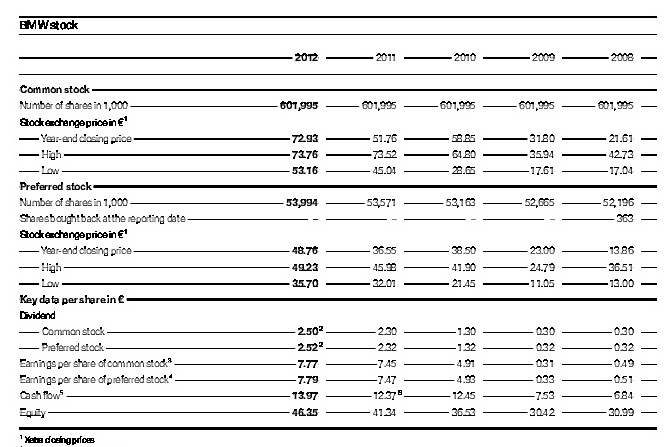 BMW stock
2012 2011 2010 2009 2008
Common stock
Number of shares in 1,000 601,995 601,995 601,995 601,995 601,995
Stock exchange price in €¹
Year-end closing price 72.93 51.76 58.85 31.80 21.61
High 73.76 73.52 64.80 35.94 42.73
Low 53.16 45.04 28.65 17.61 17.04
Preferred stock
Number of shares in 1,000 53,994 53,571 53,163 52,665 52,196
Shares bought back at the reporting date – – – – 363
Stock exchange price in €¹
Year-end closing price 48.76 36.55 38.50 23.00 13.86
High 49.23 45.98 41.90 24.79 36.51
Low 35.70 32.01 21.45 11.05 13.00
Key data per share in €
Dividend
Common stock 2.50² 2.30 1.30 0.30 0.30
Preferred stock 2.52² 2.32 1.32 0.32 0.32
Earnings per share of common stock³ 7.77 7.45 4.91 0.31 0.49
Earnings per share of preferred stock⁴ 7.79 7.47 4.93 0.33 0.51
Cash flow⁵ 13.97 12.37⁶ 12.45 7.53 6.84
Equity 46.35 41.34 36.53 30.42 30.99
¹ Xetra closing prices